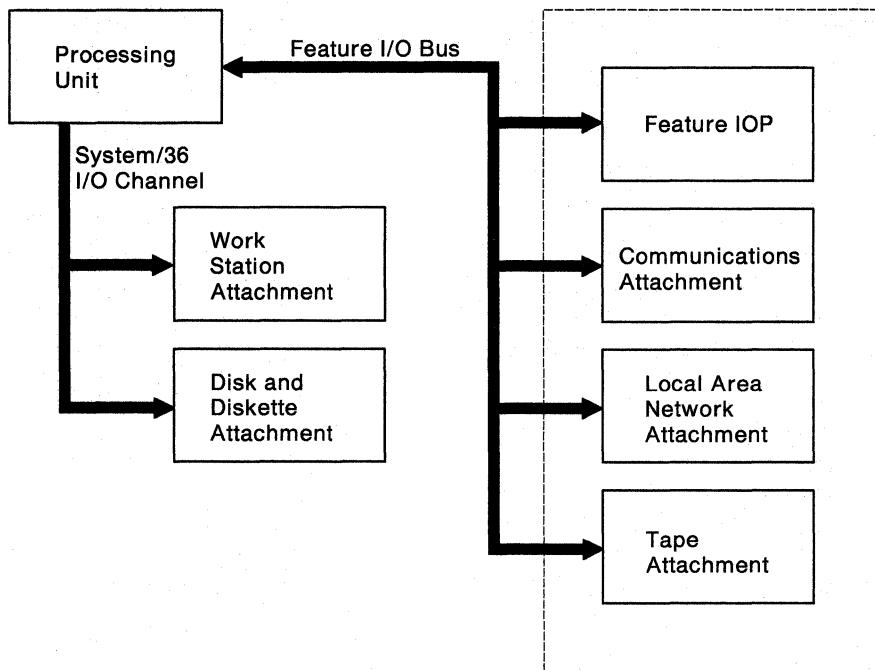 Processing
Unit
Feature I/O Bus
System/36
I/O Channel
Work
Station
Attachment
Disk and
Diskette
Attachment
Feature IOP
Communications
Attachment
Local Area
Network
Attachment
Tape
Attachment